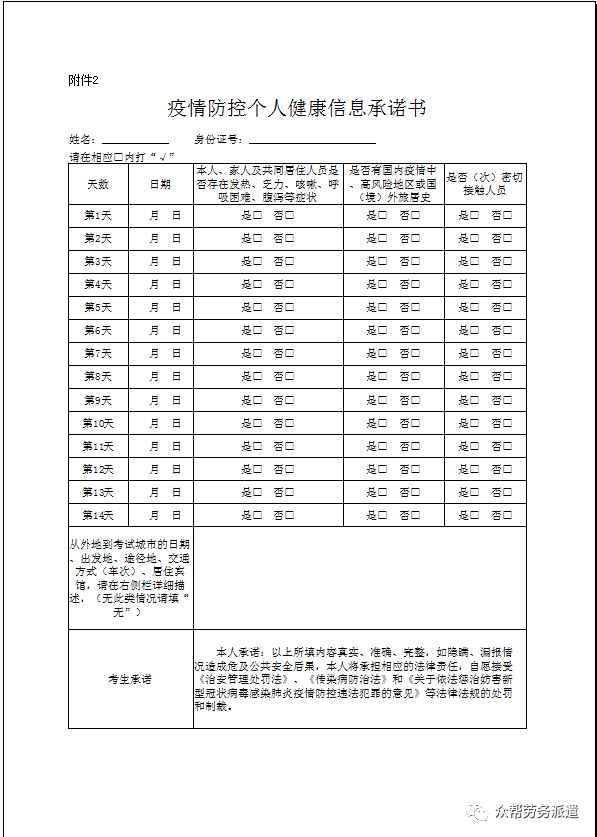 附件2
疫情防控个人健康信息承诺书
姓名： 身份证号：
请在相应□内打“√”
天数 日期 本人、家人及共同居住人员是否存在发热、乏力、咳嗽、呼吸困难、腹泻等症状 是否有国内疫情中、高风险地区或国（境）外旅居史 是否（次）密切接触人员
第1天 月 日 是□ 否□ 是□ 否□ 是□ 否□
第2天 月 日 是□ 否□ 是□ 否□ 是□ 否□
第3天 月 日 是□ 否□ 是□ 否□ 是□ 否□
第4天 月 日 是□ 否□ 是□ 否□ 是□ 否□
第5天 月 日 是□ 否□ 是□ 否□ 是□ 否□
第6天 月 日 是□ 否□ 是□ 否□ 是□ 否□
第7天 月 日 是□ 否□ 是□ 否□ 是□ 否□
第8天 月 日 是□ 否□ 是□ 否□ 是□ 否□
第9天 月 日 是□ 否□ 是□ 否□ 是□ 否□
第10天 月 日 是□ 否□ 是□ 否□ 是□ 否□
第11天 月 日 是□ 否□ 是□ 否□ 是□ 否□
第12天 月 日 是□ 否□ 是□ 否□ 是□ 否□
第13天 月 日 是□ 否□ 是□ 否□ 是□ 否□
第14天 月 日 是□ 否□ 是□ 否□ 是□ 否□
从外地到考试城市的日期
、出发地、途径地、交通
方式（车次）、居住宾
馆，请在右侧栏详细描
述，（无此类情况请填“
无”）
考生承诺
本人承诺：以上所填内容真实、准确、完整，如隐瞒、漏报情
况造成危及公共安全后果，本人将承担相应的法律责任，自愿接受
《治安管理处罚法》、《传染病防治法》和《关于依法惩治妨害新
型冠状病毒感染肺炎疫情防控违法犯罪的意见》等法律法规的处罚
和制裁。
众帮劳务派遣